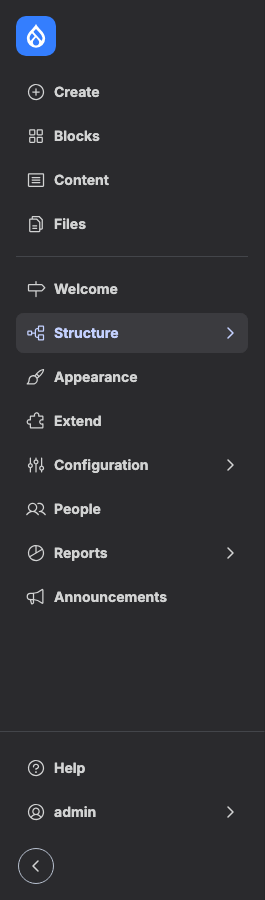 Create
Blocks
Content
Files
Welcome
Structure
Appearance
Extend
Configuration
People
Reports
Announcements
Help
admin